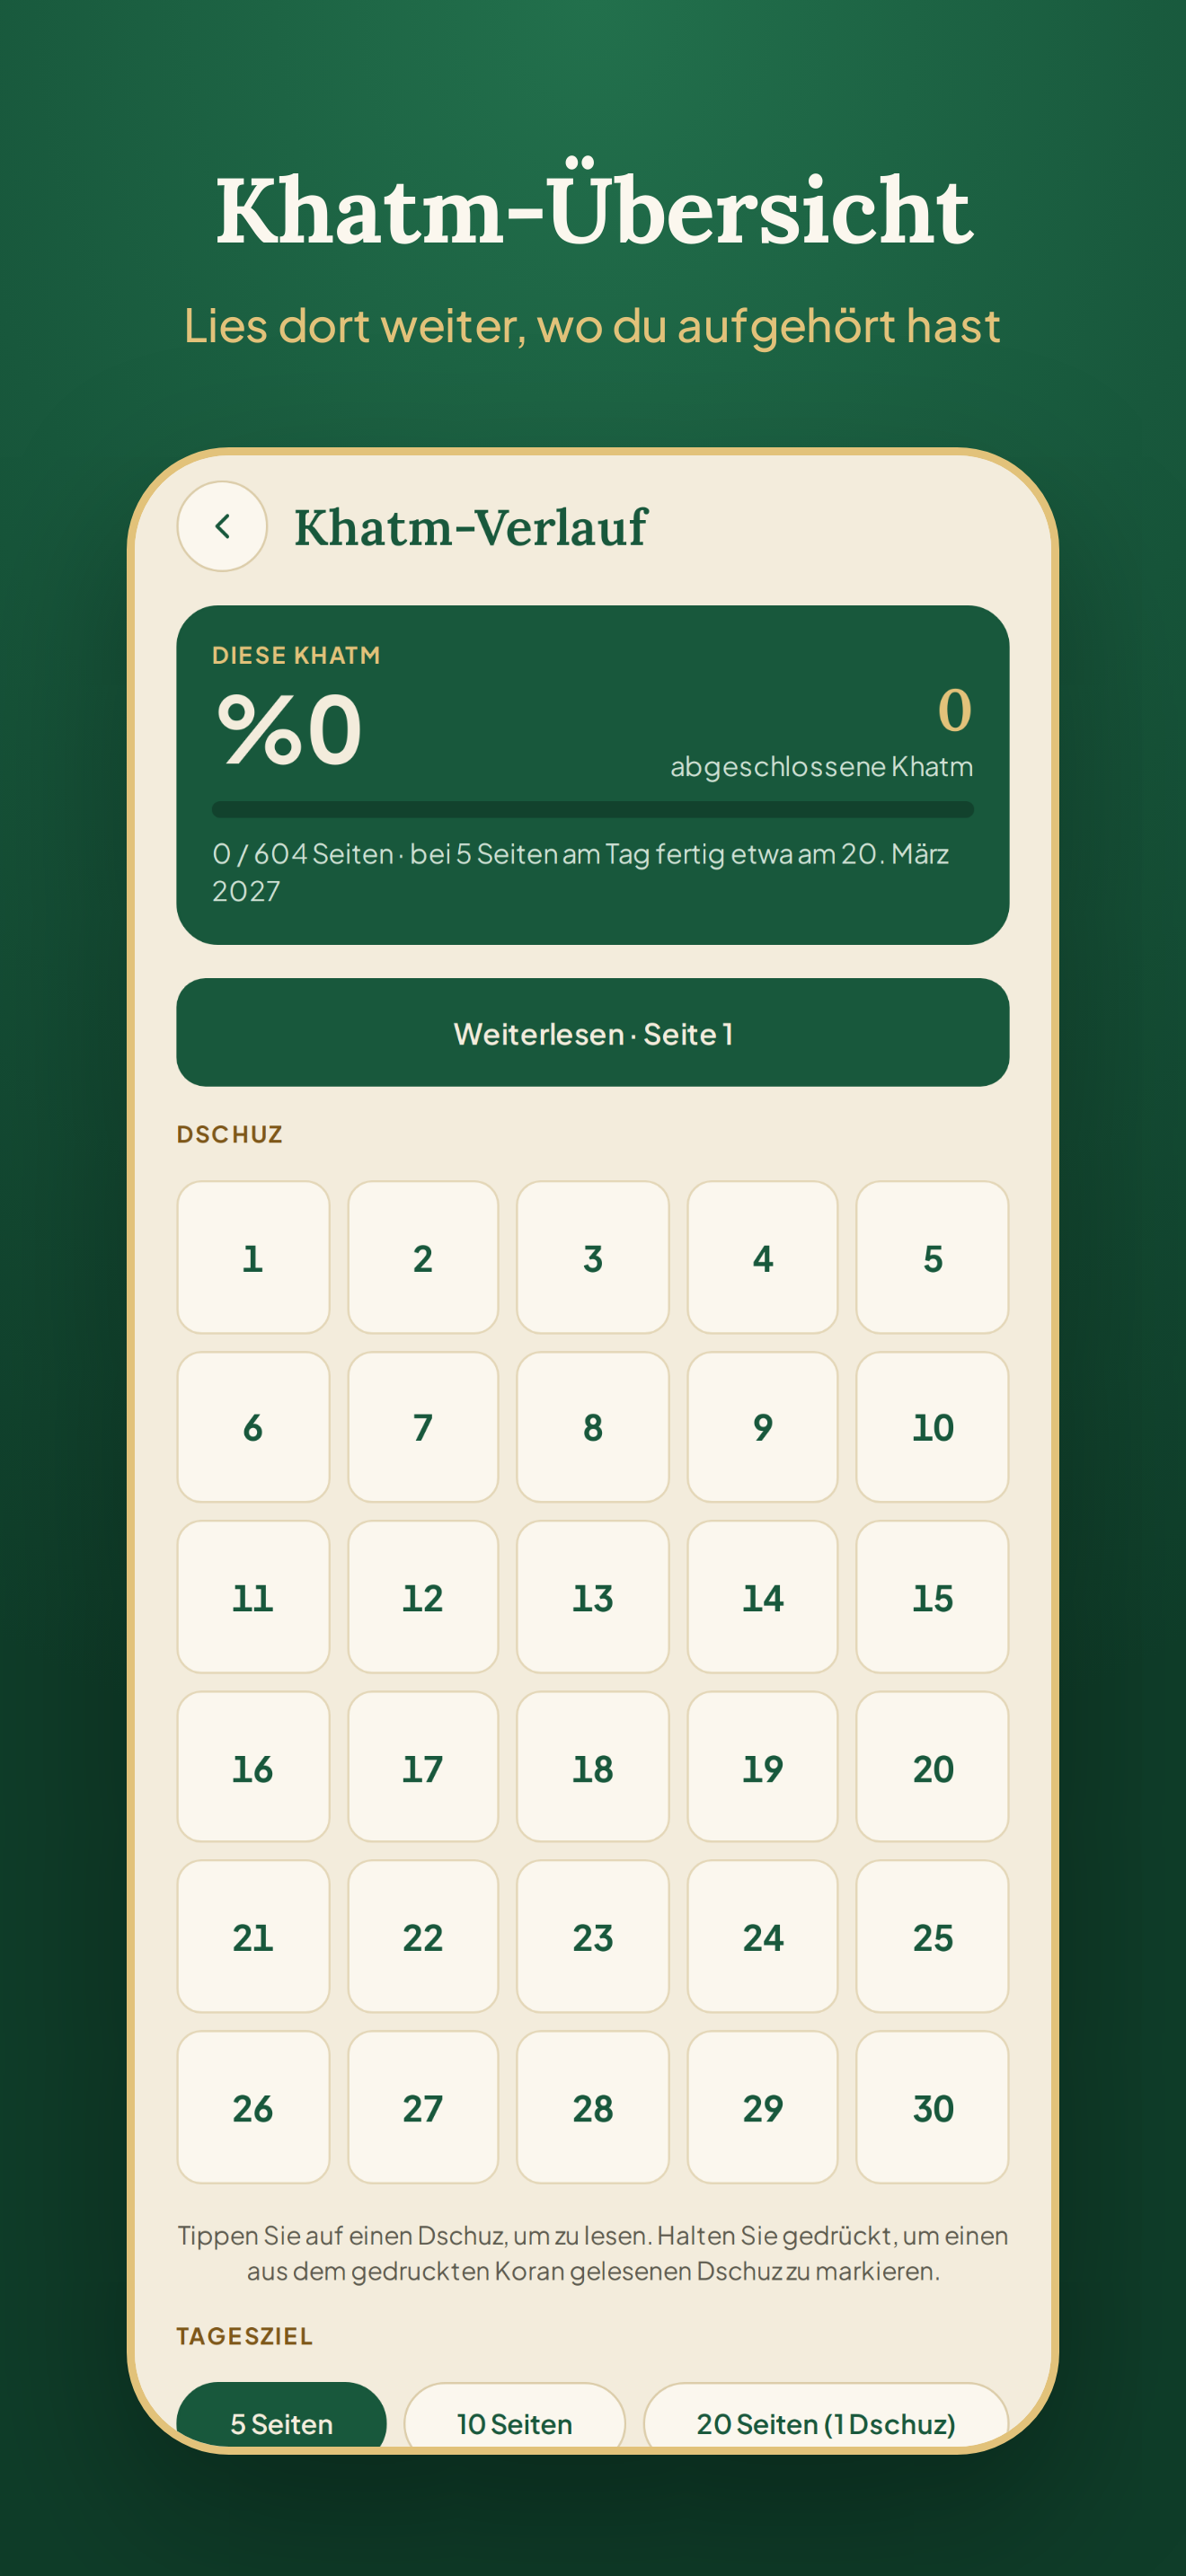 Khatm-Übersicht
Lies dort weiter, wo du aufgehört hast
Khatm-Verlauf
DIESE KHATM
%0
0
abgeschlossene Khatm
0 / 604 Seiten · bei 5 Seiten am Tag fertig etwa am 20. März
2027
Weiterlesen · Seite 1
DSCHUZ
1 2 3 4 5
6 7 8 9 10
11 12 13 14 15
16 17 18 19 20
21 22 23 24 25
26 27 28 29 30
Tippen Sie auf einen Dschuz, um zu lesen. Halten Sie gedrückt, um einen
aus dem gedruckten Koran gelesenen Dschuz zu markieren.
TAGESZIEL
5 Seiten 10 Seiten 20 Seiten (1 Dschuz)